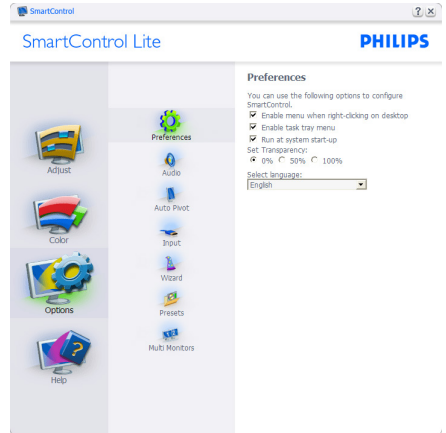 SmartControl
? ×
SmartControl Lite
PHILIPS
Adjust
Color
Options
Help
Preferences
Audio
Auto Pivot
Input
Wizard
Presets
Multi Monitors
Preferences
You can use the following options to configure
SmartControl.
Enable menu when right-clicking on desktop
Enable task tray menu
Run at system start-up
Set Transparency:
0% 50% 100%
Select language:
English